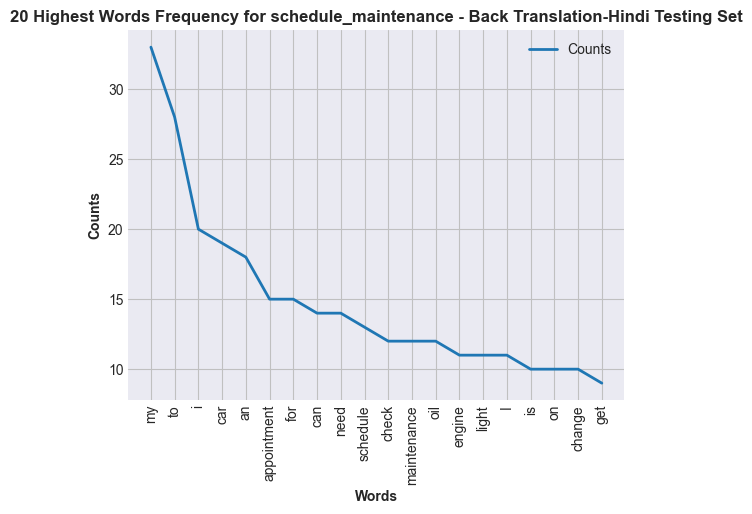 20 Highest Words Frequency for schedule_maintenance - Back Translation-Hindi Testing Set
Counts
30
25
20
15
10
Counts
my
to
i
car
an
appointment
for
can
need
schedule
check
maintenance
oil
engine
light
I
is
on
change
get
Words